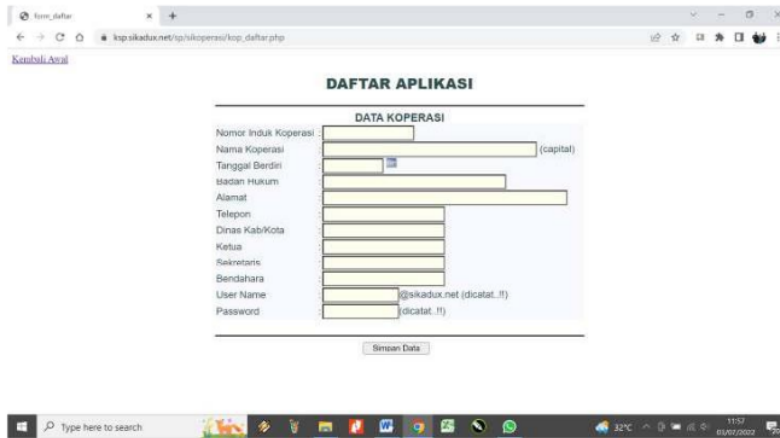 form_daftar
ksp.sikadux.net/sp/sikoperasi/kop_daftar.php
Kembali Awal
DAFTAR APLIKASI
DATA KOPERASI
Nomor Induk Koperasi :
Nama Koperasi : (capital)
Tanggal Berdiri :
Badan Hukum :
Alamat :
Telepon :
Dinas Kab/Kota :
Ketua :
Sekretaris :
Bendahara :
User Name : @sikadux.net (dicatat..!!)
Password : (dicatat..!!)
Simpan Data
Type here to search
32°C
11:57
03/07/2022